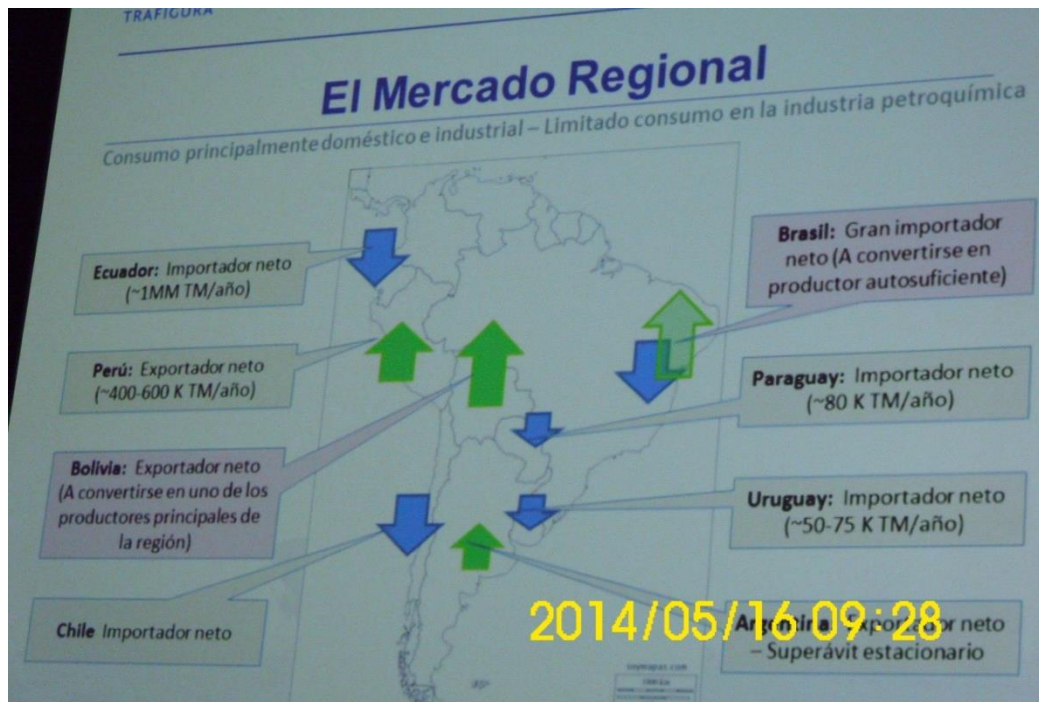 TRAFIGURA
El Mercado Regional
Consumo principalmente doméstico e industrial – Limitado consumo en la industria petroquímica
Ecuador: Importador neto
(~1MM TM/año)
Perú: Exportador neto
(~400-600 K TM/año)
Bolivia: Exportador neto
(A convertirse en uno de los
productores principales de
la región)
Chile Importador neto
Brasil: Gran importador
neto (A convertirse en
productor autosuficiente)
Paraguay: Importador neto
(~80 K TM/año)
Uruguay: Importador neto
(~50-75 K TM/año)
Argentina: Exportador neto
– Superávit estacionario
soymapas.com
45°
2014/05/16 09:28